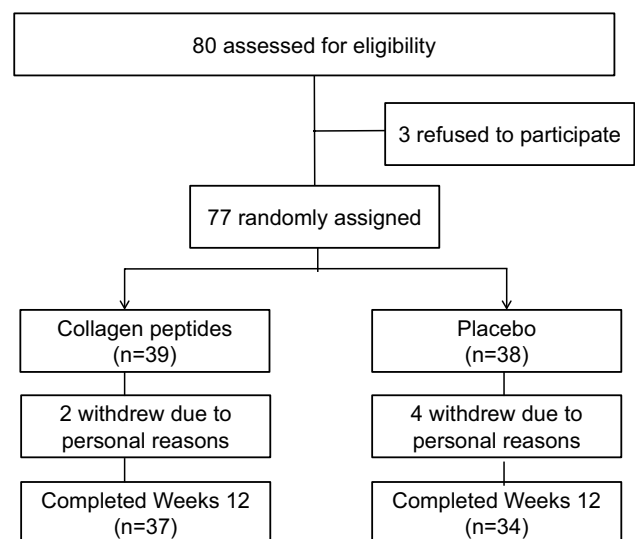 80 assessed for eligibility
3 refused to participate
77 randomly assigned
Collagen peptides
(n=39)
Placebo
(n=38)
2 withdrew due to
personal reasons
4 withdrew due to
personal reasons
Completed Weeks 12
(n=37)
Completed Weeks 12
(n=34)